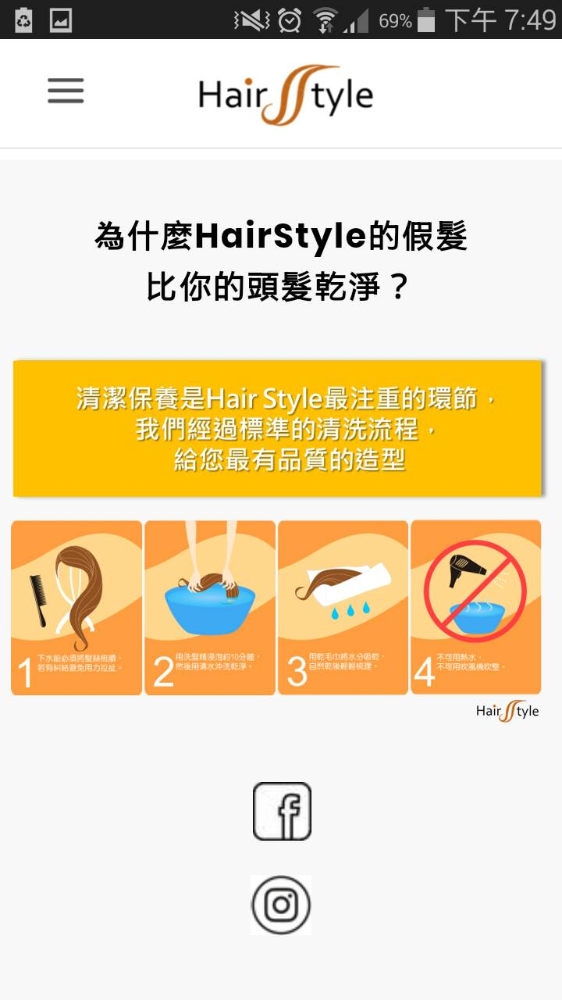 69% 下午 7:49
HairStyle
為什麼HairStyle的假髮
比你的頭髮乾淨？
清潔保養是Hair Style最注重的環節，
我們經過標準的清洗流程，
給您最有品質的造型
1 下水前必須將髮絲梳順，
若有糾結避免用力拉扯。
2 用洗髮精浸泡約10分鐘，
然後用清水沖洗乾淨。
3 用乾毛巾將水分吸乾，
自然乾後輕輕梳理。
4 不可用熱水，
不可用吹風機吹整。
HairStyle